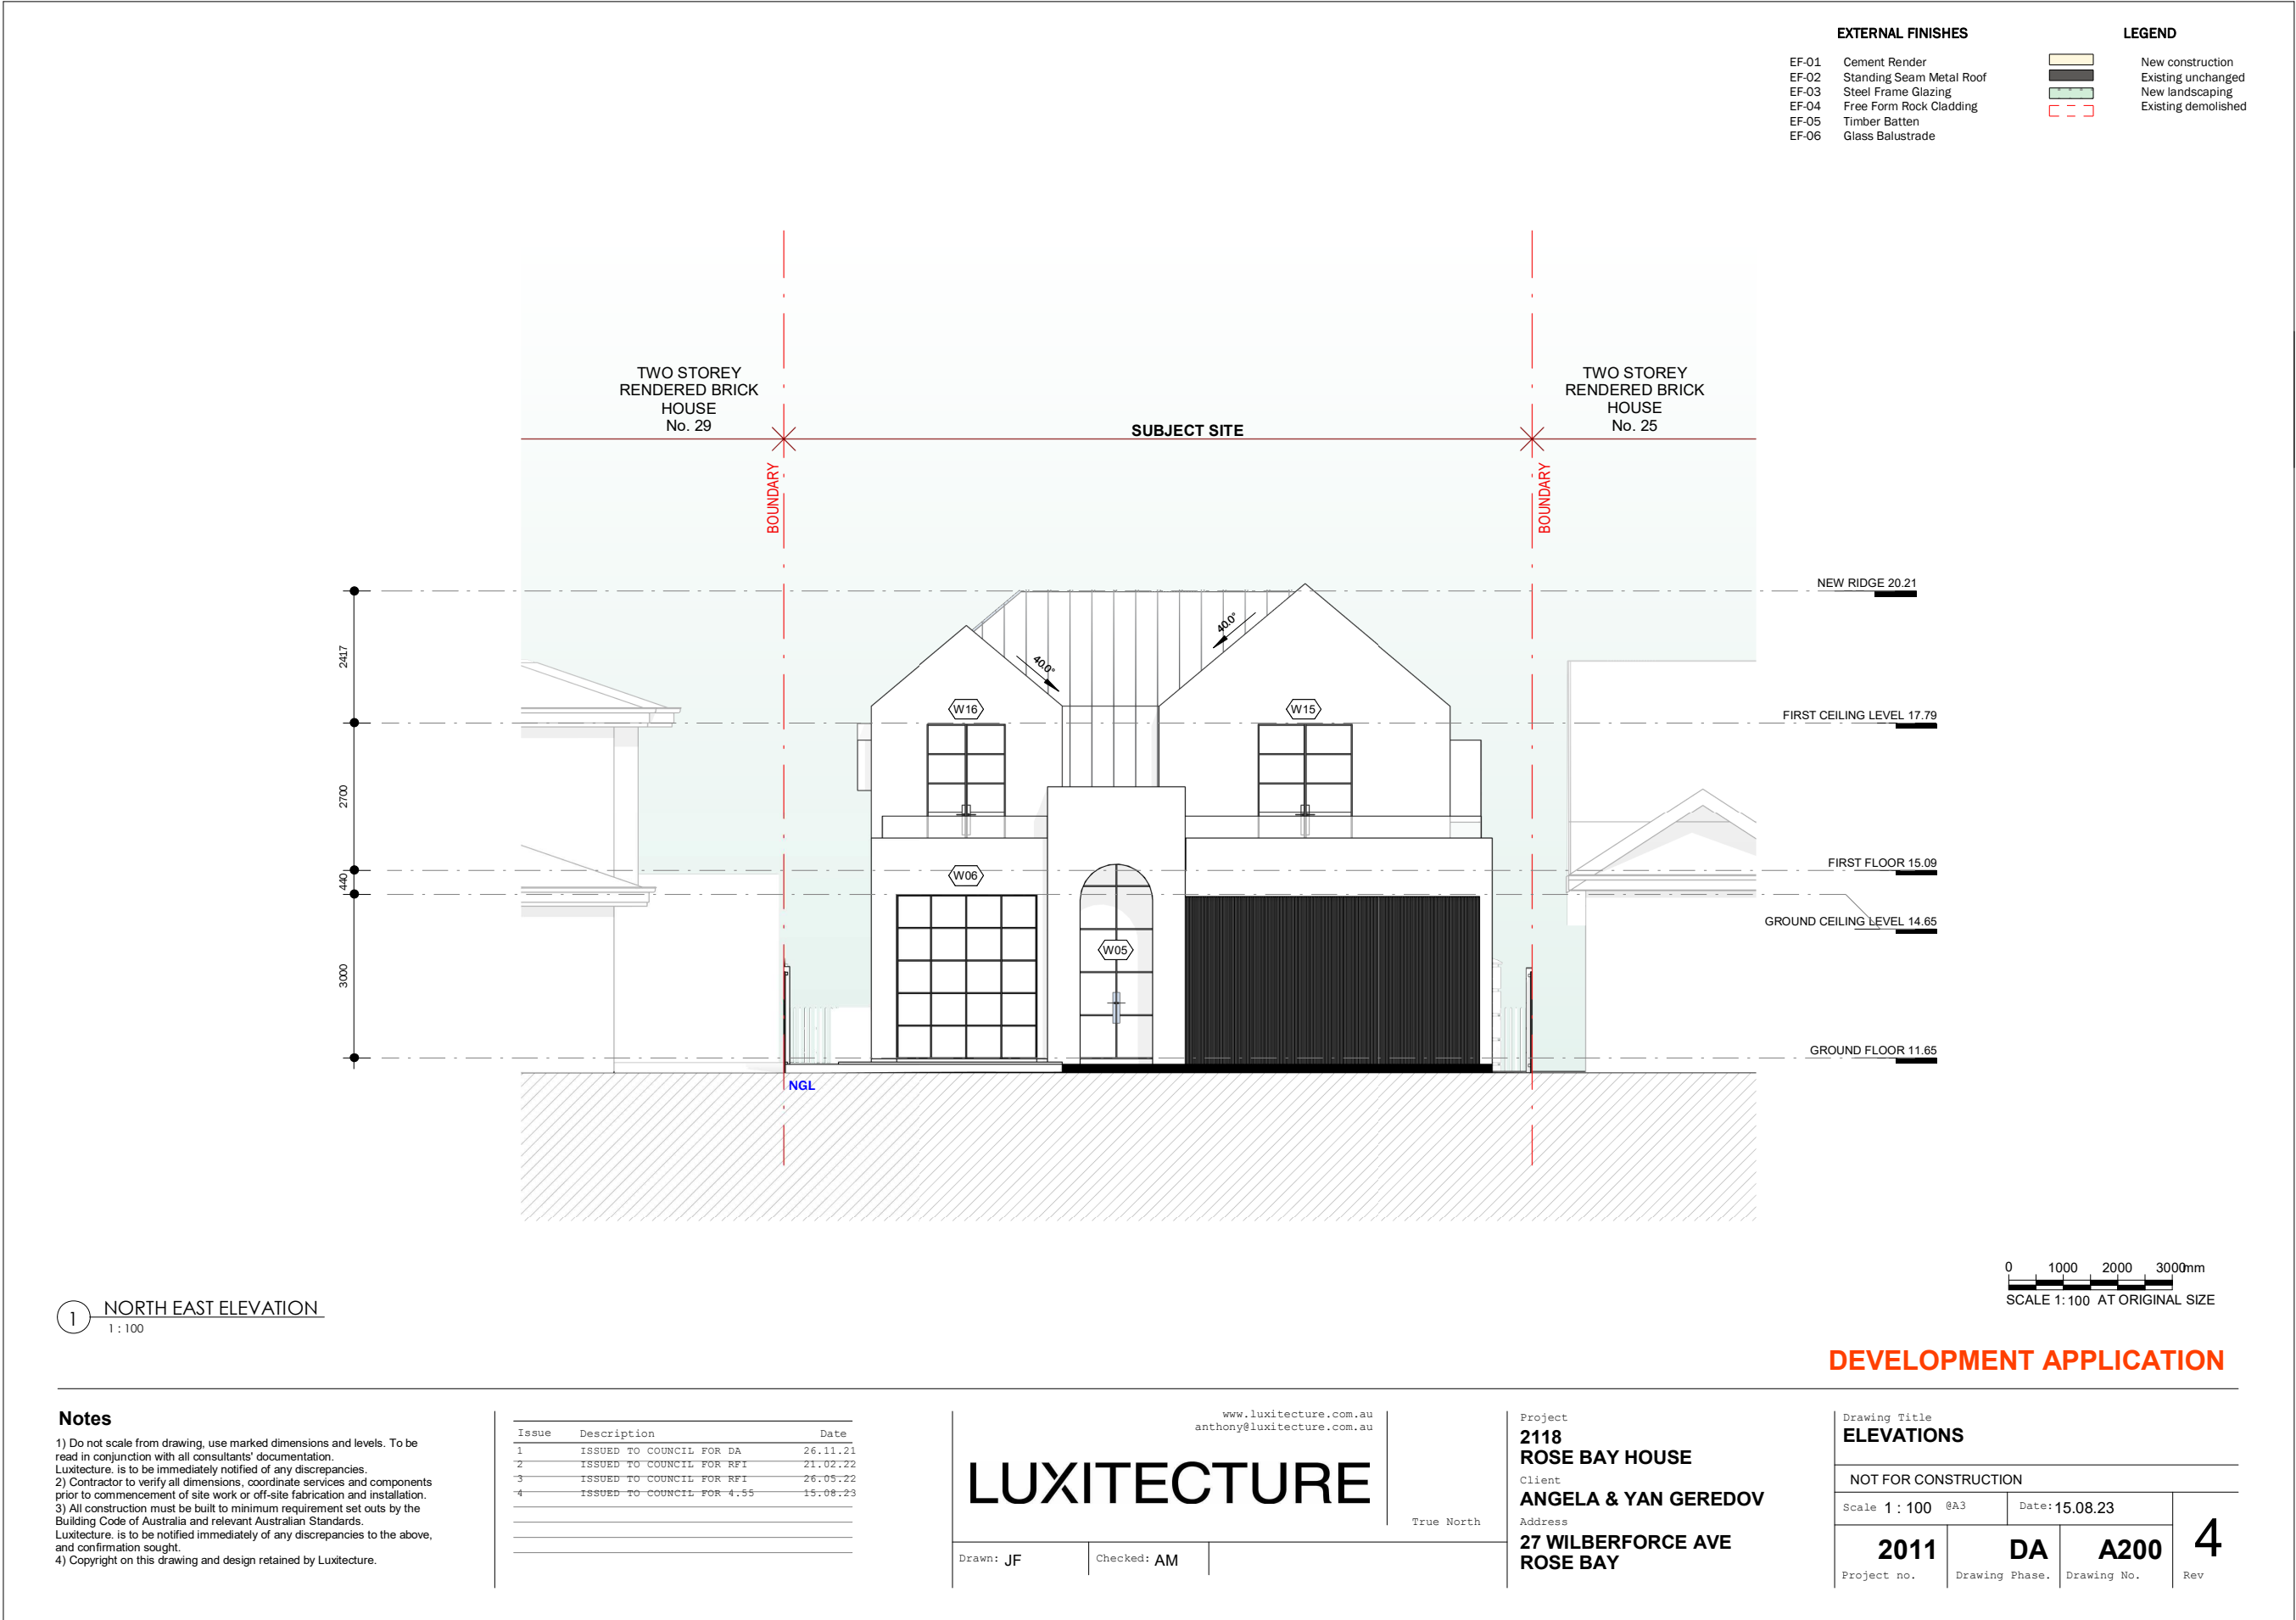 EXTERNAL FINISHES
EF-01 Cement Render
EF-02 Standing Seam Metal Roof
EF-03 Steel Frame Glazing
EF-04 Free Form Rock Cladding
EF-05 Timber Batten
EF-06 Glass Balustrade
LEGEND
New construction
Existing unchanged
New landscaping
Existing demolished
TWO STOREY
RENDERED BRICK
HOUSE
No. 29
SUBJECT SITE
TWO STOREY
RENDERED BRICK
HOUSE
No. 25
BOUNDARY
BOUNDARY
NEW RIDGE 20.21
40.0°
40.0°
2417
W16
W15
FIRST CEILING LEVEL 17.79
2700
FIRST FLOOR 15.09
W06
440
GROUND CEILING LEVEL 14.65
W05
3000
GROUND FLOOR 11.65
NGL
0 1000 2000 3000mm
SCALE 1: 100 AT ORIGINAL SIZE
1 NORTH EAST ELEVATION
1 : 100
DEVELOPMENT APPLICATION
Notes
1) Do not scale from drawing, use marked dimensions and levels. To be
read in conjunction with all consultants' documentation.
Luxitecture. is to be immediately notified of any discrepancies.
2) Contractor to verify all dimensions, coordinate services and components
prior to commencement of site work or off-site fabrication and installation.
3) All construction must be built to minimum requirement set outs by the
Building Code of Australia and relevant Australian Standards.
Luxitecture. is to be notified immediately of any discrepancies to the above,
and confirmation sought.
4) Copyright on this drawing and design retained by Luxitecture.
Issue Description Date
1 ISSUED TO COUNCIL FOR DA 26.11.21
2 ISSUED TO COUNCIL FOR RFI 21.02.22
3 ISSUED TO COUNCIL FOR RFI 26.05.22
4 ISSUED TO COUNCIL FOR 4.55 15.08.23
www.luxitecture.com.au
anthony@luxitecture.com.au
LUXITECTURE
True North
Drawn: JF
Checked: AM
Project
2118
ROSE BAY HOUSE
Client
ANGELA & YAN GEREDOV
Address
27 WILBERFORCE AVE
ROSE BAY
Drawing Title
ELEVATIONS
NOT FOR CONSTRUCTION
Scale 1 : 100 @A3
Date: 15.08.23
2011
Project no.
DA
Drawing Phase.
A200
Drawing No.
4
Rev